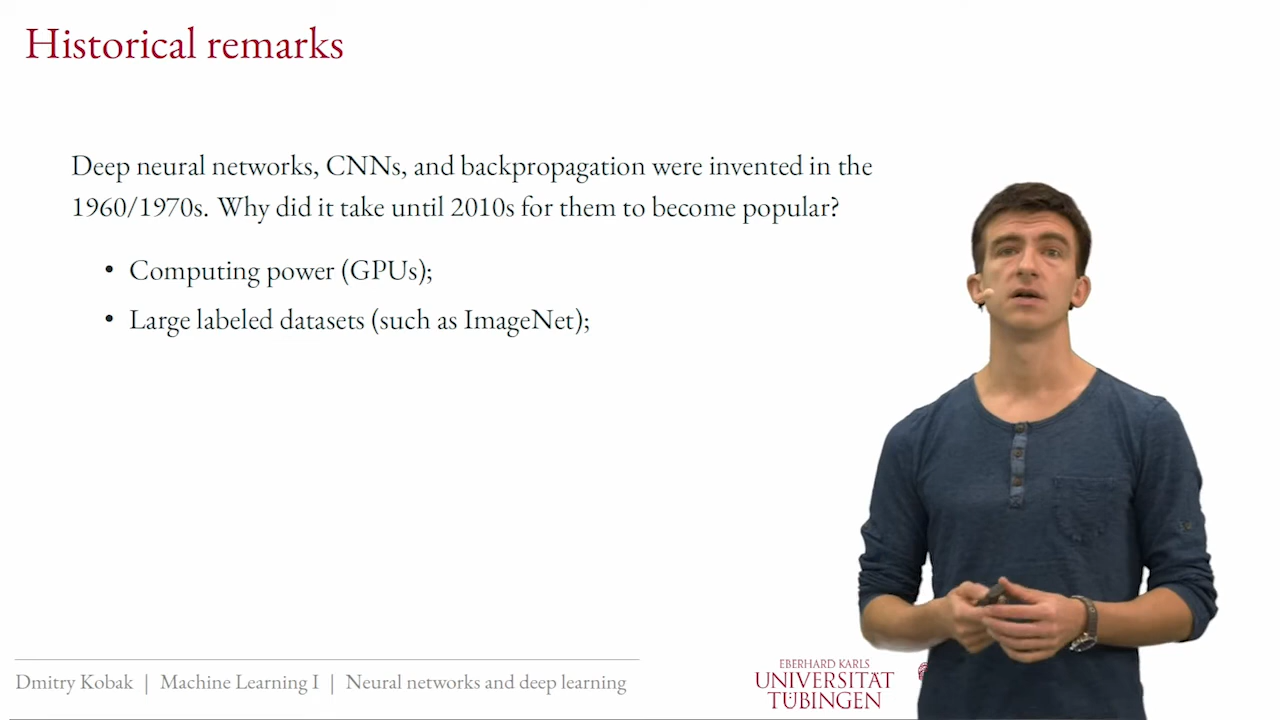 Historical remarks
Deep neural networks, CNNs, and backpropagation were invented in the
1960/1970s. Why did it take until 2010s for them to become popular?
• Computing power (GPUs);
• Large labeled datasets (such as ImageNet);
Dmitry Kobak | Machine Learning I | Neural networks and deep learning
EBERHARD KARLS
UNIVERSITÄT
TÜBINGEN